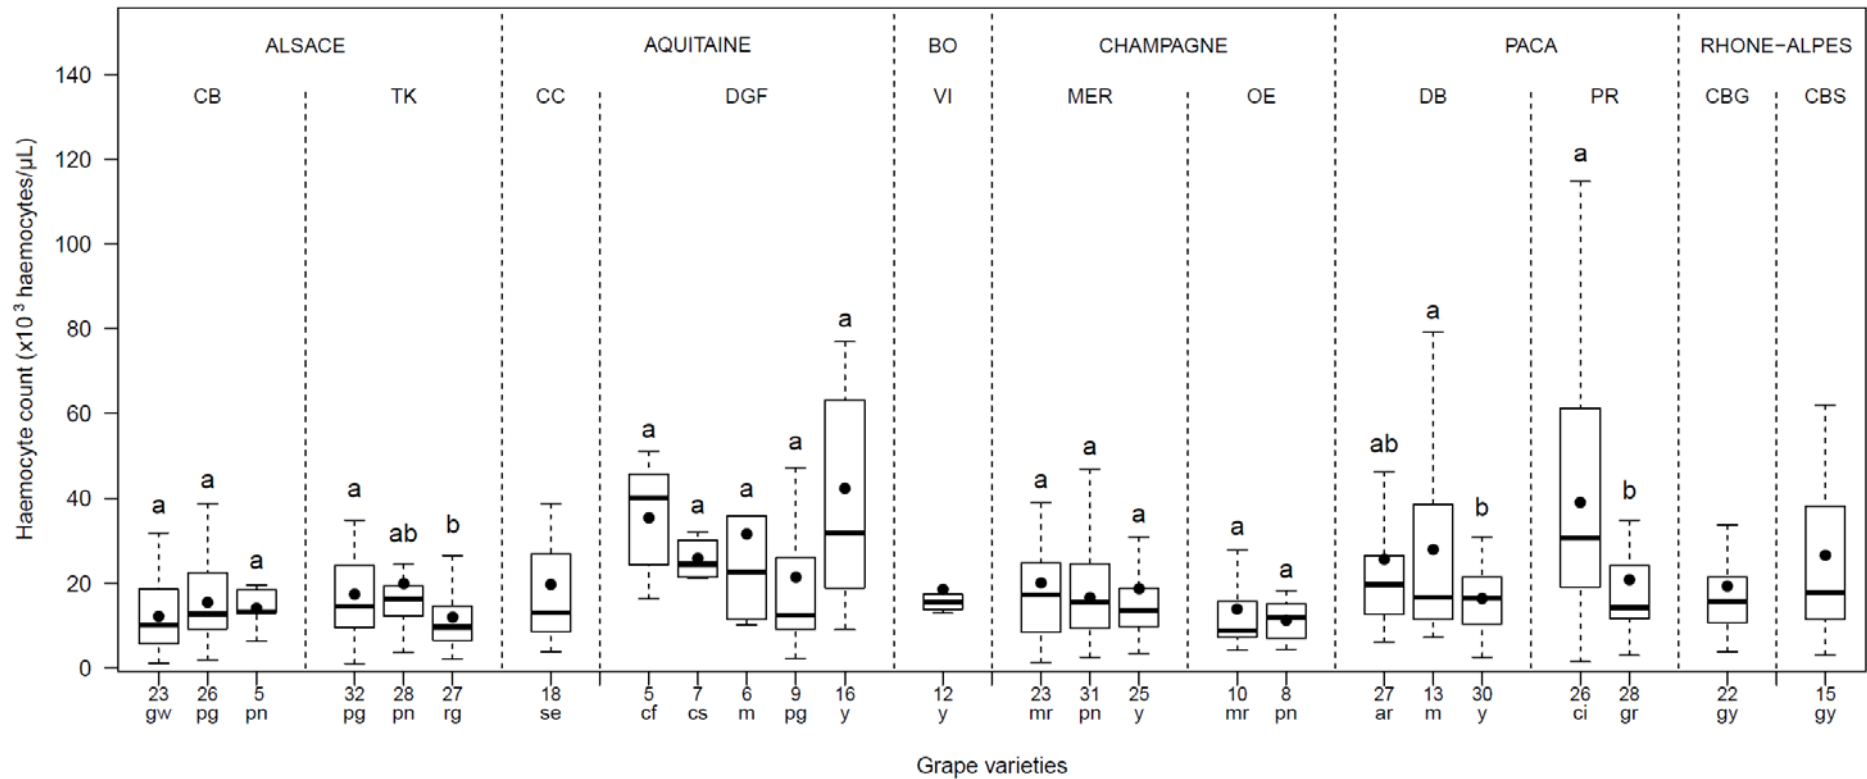 ALSACE AQUITAINE BO CHAMPAGNE PACA RHONE−ALPES
CB TK CC DGF VI MER OE DB PR CBG CBS
Haemocyte count (x10 3 haemocytes/µL)
140
120
100
80
60
40
20
0
a a a a ab b a a a a a a a a a a ab a b a b
23 26 5 32 28 27 18 5 7 6 9 16 12 23 31 25 10 8 27 13 30 26 28 22 15
gw pg pn pg pn rg se cf cs m pg y y mr pn y mr pn ar m y ci gr gy gy
Grape varieties